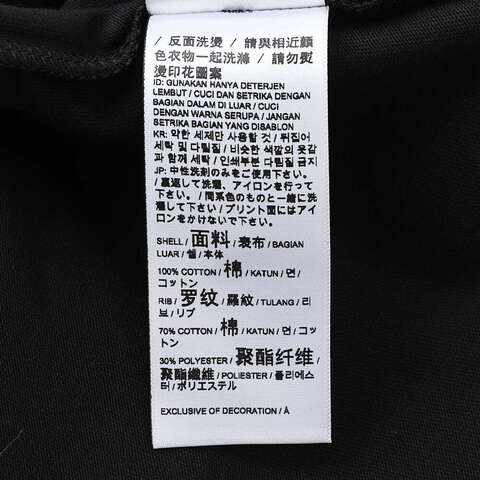 / 反面洗燙 / 請與相近顏
色衣物一起洗滌 / 請勿熨
燙印花圖案
ID: GUNAKAN HANYA DETERJEN
LEMBUT / CUCI DAN SETRIKA DENGAN
BAGIAN DALAM DI LUAR / CUCI
DENGAN WARNA SERUPA / JANGAN
SETRIKA BAGIAN YANG DISABLON
KR: 약한 세제만 사용할 것 / 뒤집어
세탁 및 다림질 / 비슷한 색깔의 옷감
과 함께 세탁 / 인쇄부분 다림질 금지
JP: 中性洗剤のみをご使用下さい。
/ 裏返して洗濯、アイロンを行って
下さい。 / 同系色のものと一緒に洗
濯して下さい / プリント面にはアイ
ロンをかけないで下さい。
SHELL / 面料 / 表布 / BAGIAN
LUAR / 쉘 / 本体
100% COTTON / 棉 / KATUN / 면 /
コットン
RIB / 罗纹 / 羅紋 / TULANG / 리
브 / リブ
70% COTTON / 棉 / KATUN / 면 / コッ
トン
30% POLYESTER / 聚酯纤维 /
聚酯纖維 / POLIESTER / 폴리에스
터 / ポリエステル
EXCLUSIVE OF DECORATION / Â